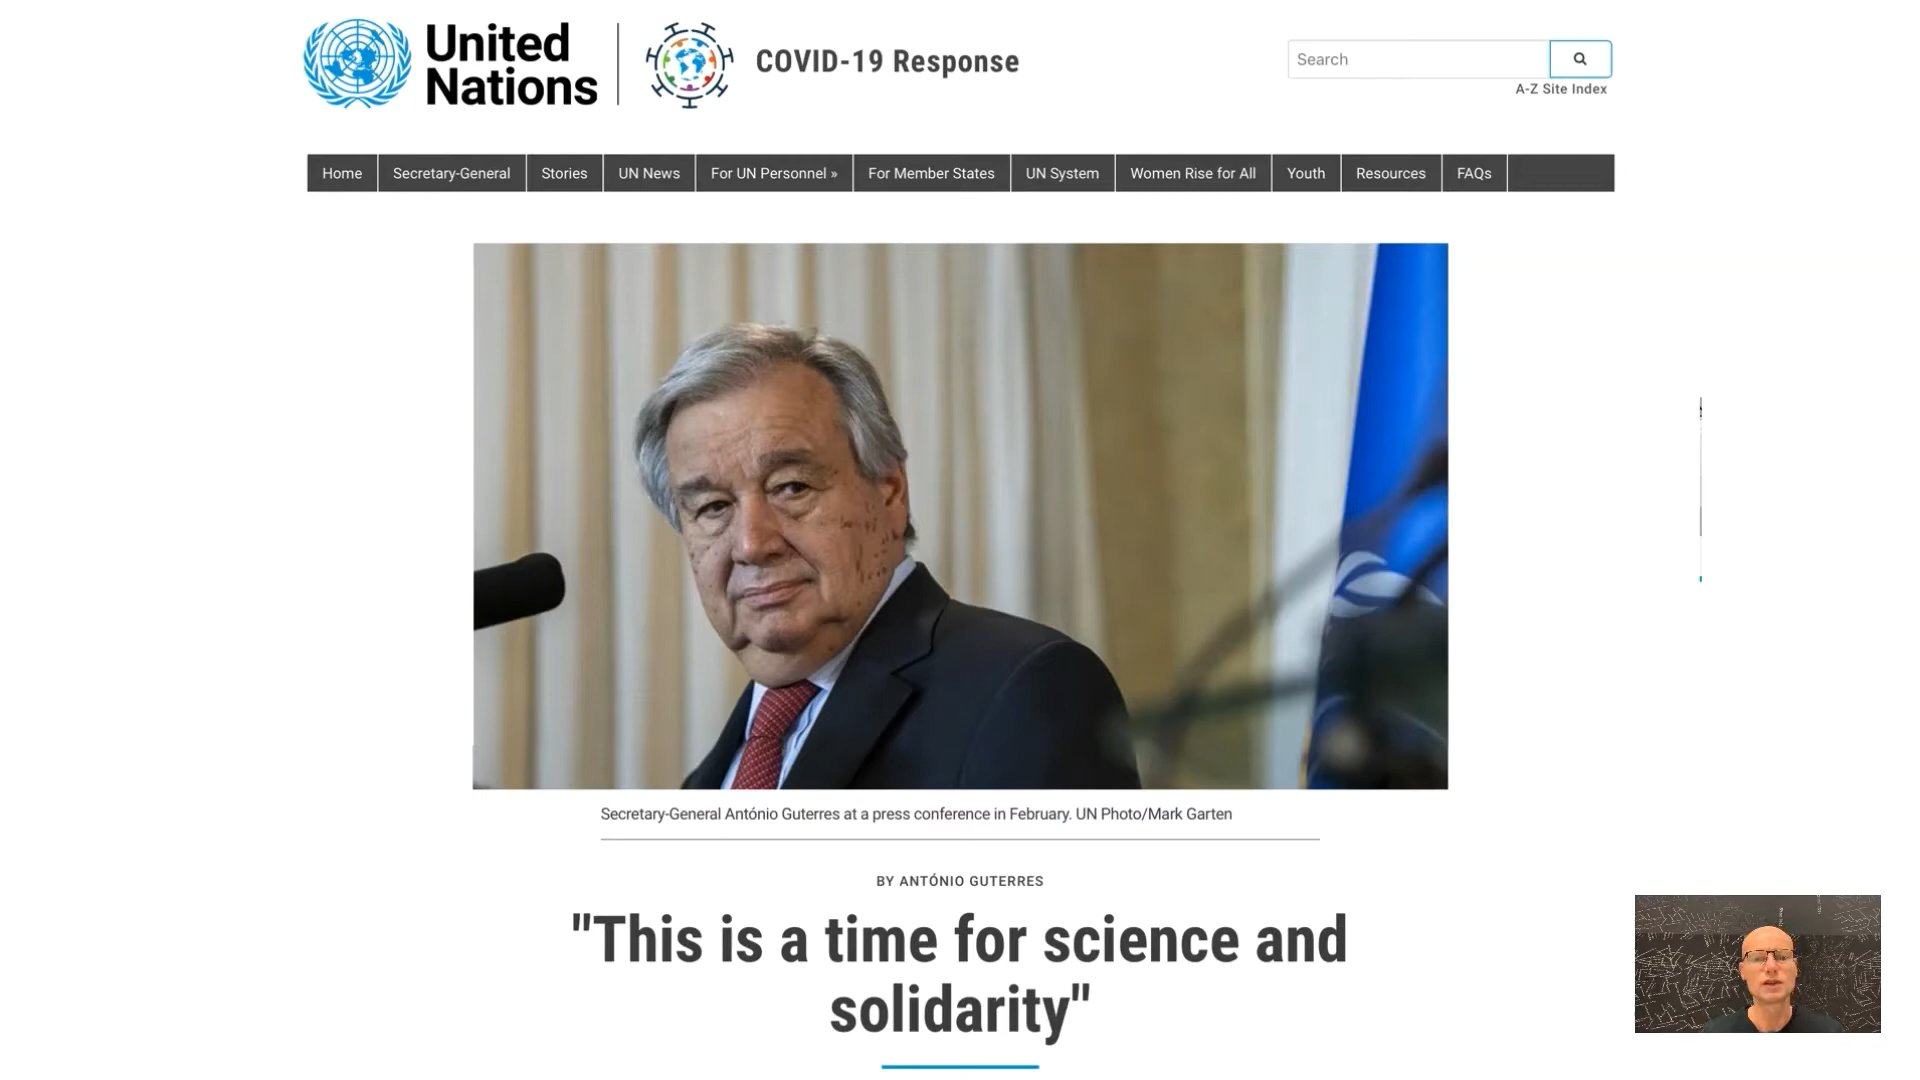 United
Nations
COVID-19 Response
Search
A-Z Site Index
Home
Secretary-General
Stories
UN News
For UN Personnel »
For Member States
UN System
Women Rise for All
Youth
Resources
FAQs
Secretary-General António Guterres at a press conference in February. UN Photo/Mark Garten
BY ANTÓNIO GUTERRES
"This is a time for science and
solidarity"